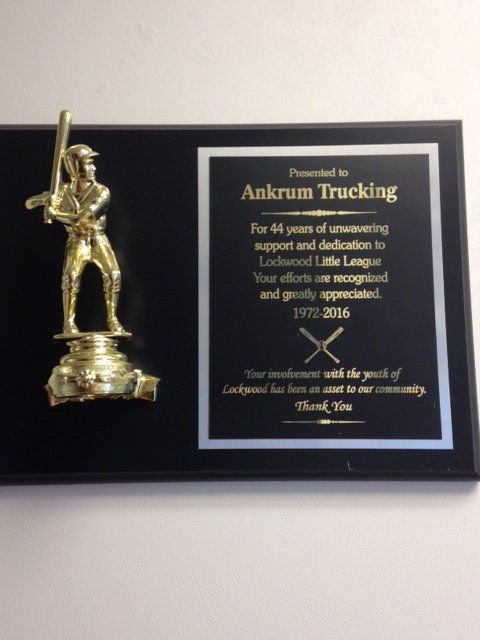 Presented to
Ankrum Trucking
For 44 years of unwavering
support and dedication to
Lockwood Little League
Your efforts are recognized
and greatly appreciated.
1972-2016
Your involvement with the youth of
Lockwood has been an asset to our community.
Thank You